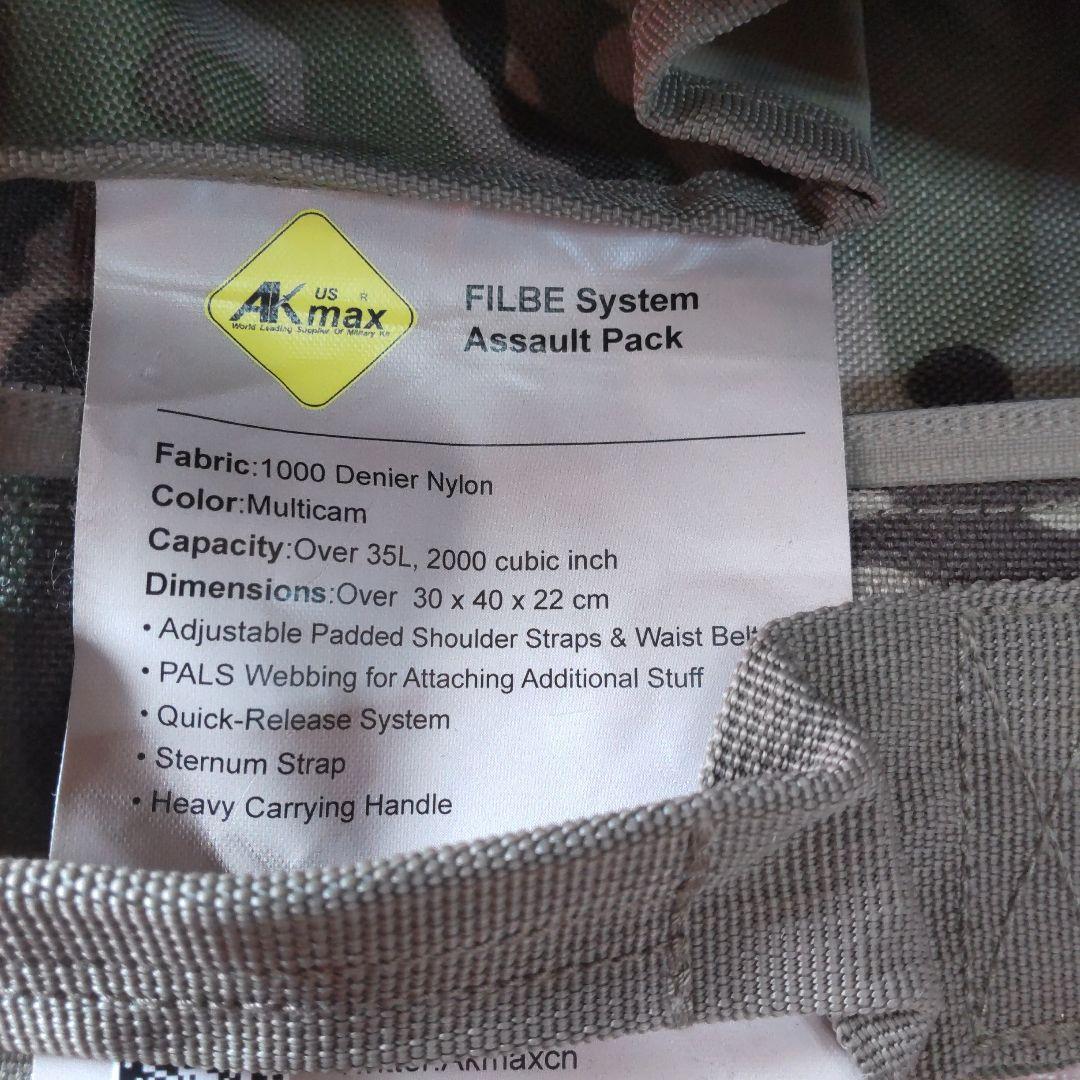 US R
AKmax
World Leading Supplier Of Military Kit
FILBE System
Assault Pack
Fabric:1000 Denier Nylon
Color:Multicam
Capacity:Over 35L, 2000 cubic inch
Dimensions:Over 30 x 40 x 22 cm
• Adjustable Padded Shoulder Straps & Waist Belt
• PALS Webbing for Attaching Additional Stuff
• Quick-Release System
• Sternum Strap
• Heavy Carrying Handle
Akmaxcn